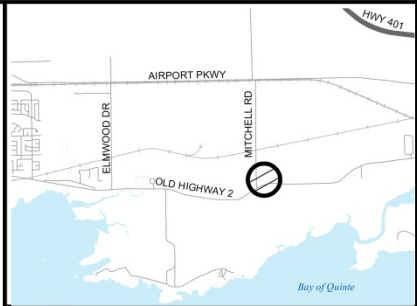 HWY 401
AIRPORT PKWY
ELMWOOD DR
MITCHELL RD
OLD HIGHWAY 2
Bay of Quinte